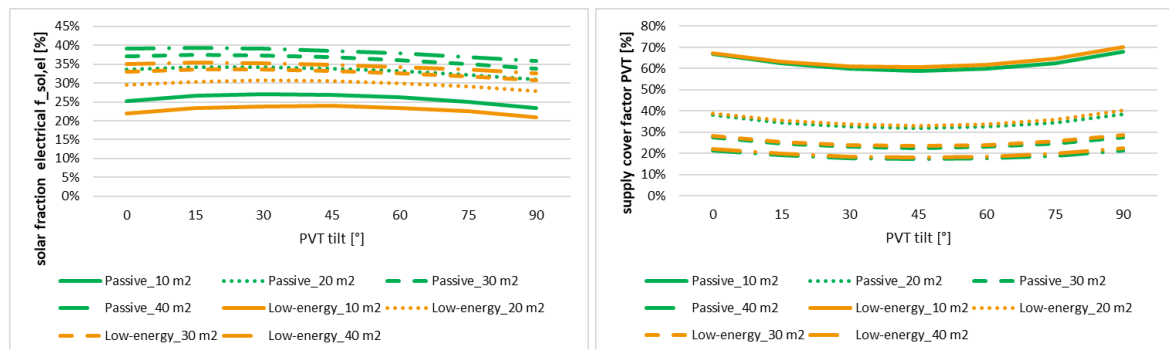 solar fraction electrical f_sol,el [%]
45%
40%
35%
30%
25%
20%
15%
10%
5%
0%
0 15 30 45 60 75 90
PVT tilt [°]
Passive_10 m2 Passive_20 m2 Passive_30 m2
Passive_40 m2 Low-energy_10 m2 Low-energy_20 m2
Low-energy_30 m2 Low-energy_40 m2
supply cover factor PVT [%]
80%
70%
60%
50%
40%
30%
20%
10%
0%
0 15 30 45 60 75 90
PVT tilt [°]
Passive_10 m2 Passive_20 m2 Passive_30 m2
Passive_40 m2 Low-energy_10 m2 Low-energy_20 m2
Low-energy_30 m2 Low-energy_40 m2